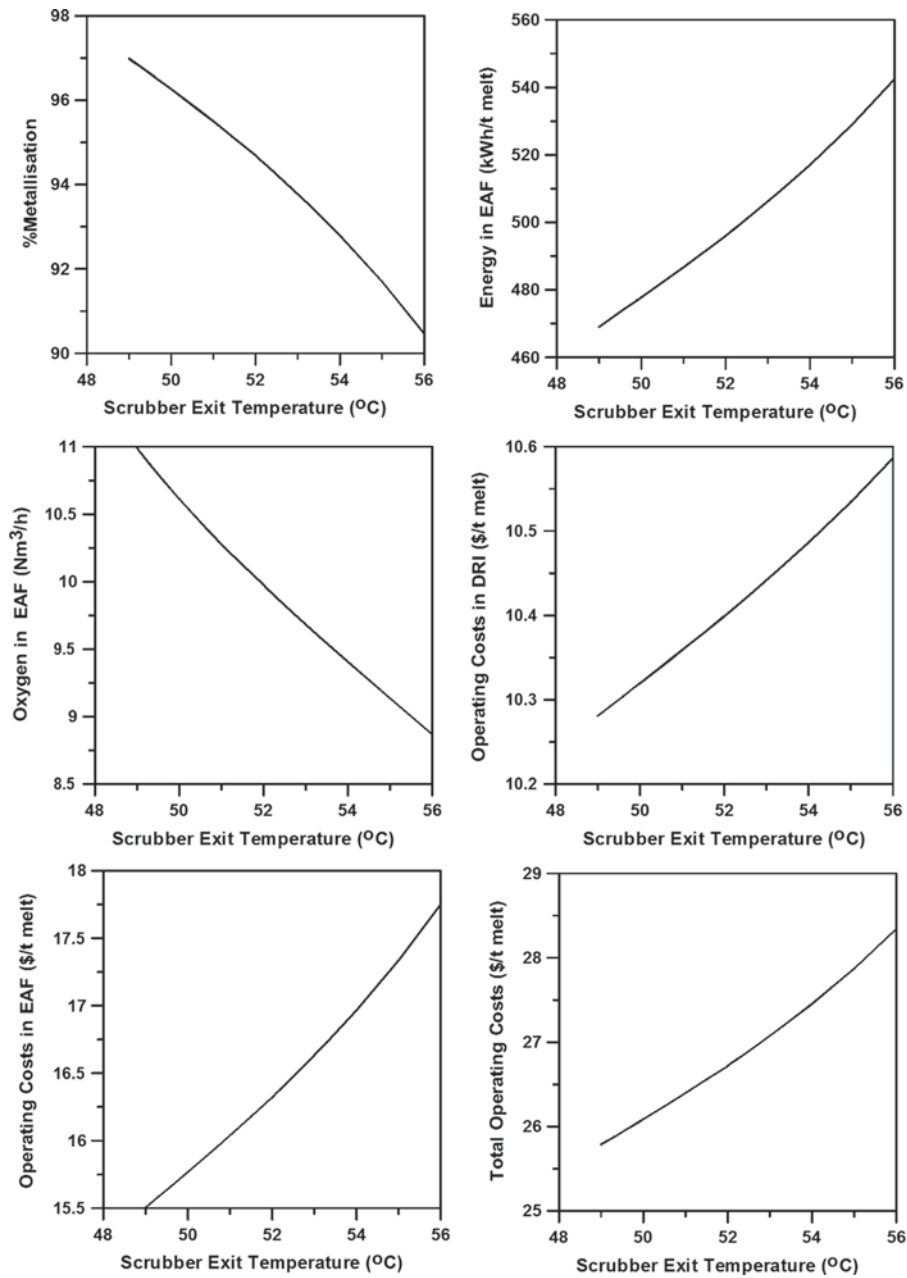 98
96
94
92
90
%Metallisation
48 50 52 54 56
Scrubber Exit Temperature (ºC)
560
540
520
500
480
460
Energy in EAF (kWh/t melt)
48 50 52 54 56
Scrubber Exit Temperature (ºC)
11
10.5
10
9.5
9
8.5
Oxygen in EAF (Nm³/h)
48 50 52 54 56
Scrubber Exit Temperature (ºC)
10.6
10.5
10.4
10.3
10.2
Operating Costs in DRI ($/t melt)
48 50 52 54 56
Scrubber Exit Temperature (ºC)
18
17.5
17
16.5
16
15.5
Operating Costs in EAF ($/t melt)
48 50 52 54 56
Scrubber Exit Temperature (ºC)
29
28
27
26
25
Total Operating Costs ($/t melt)
48 50 52 54 56
Scrubber Exit Temperature (ºC)